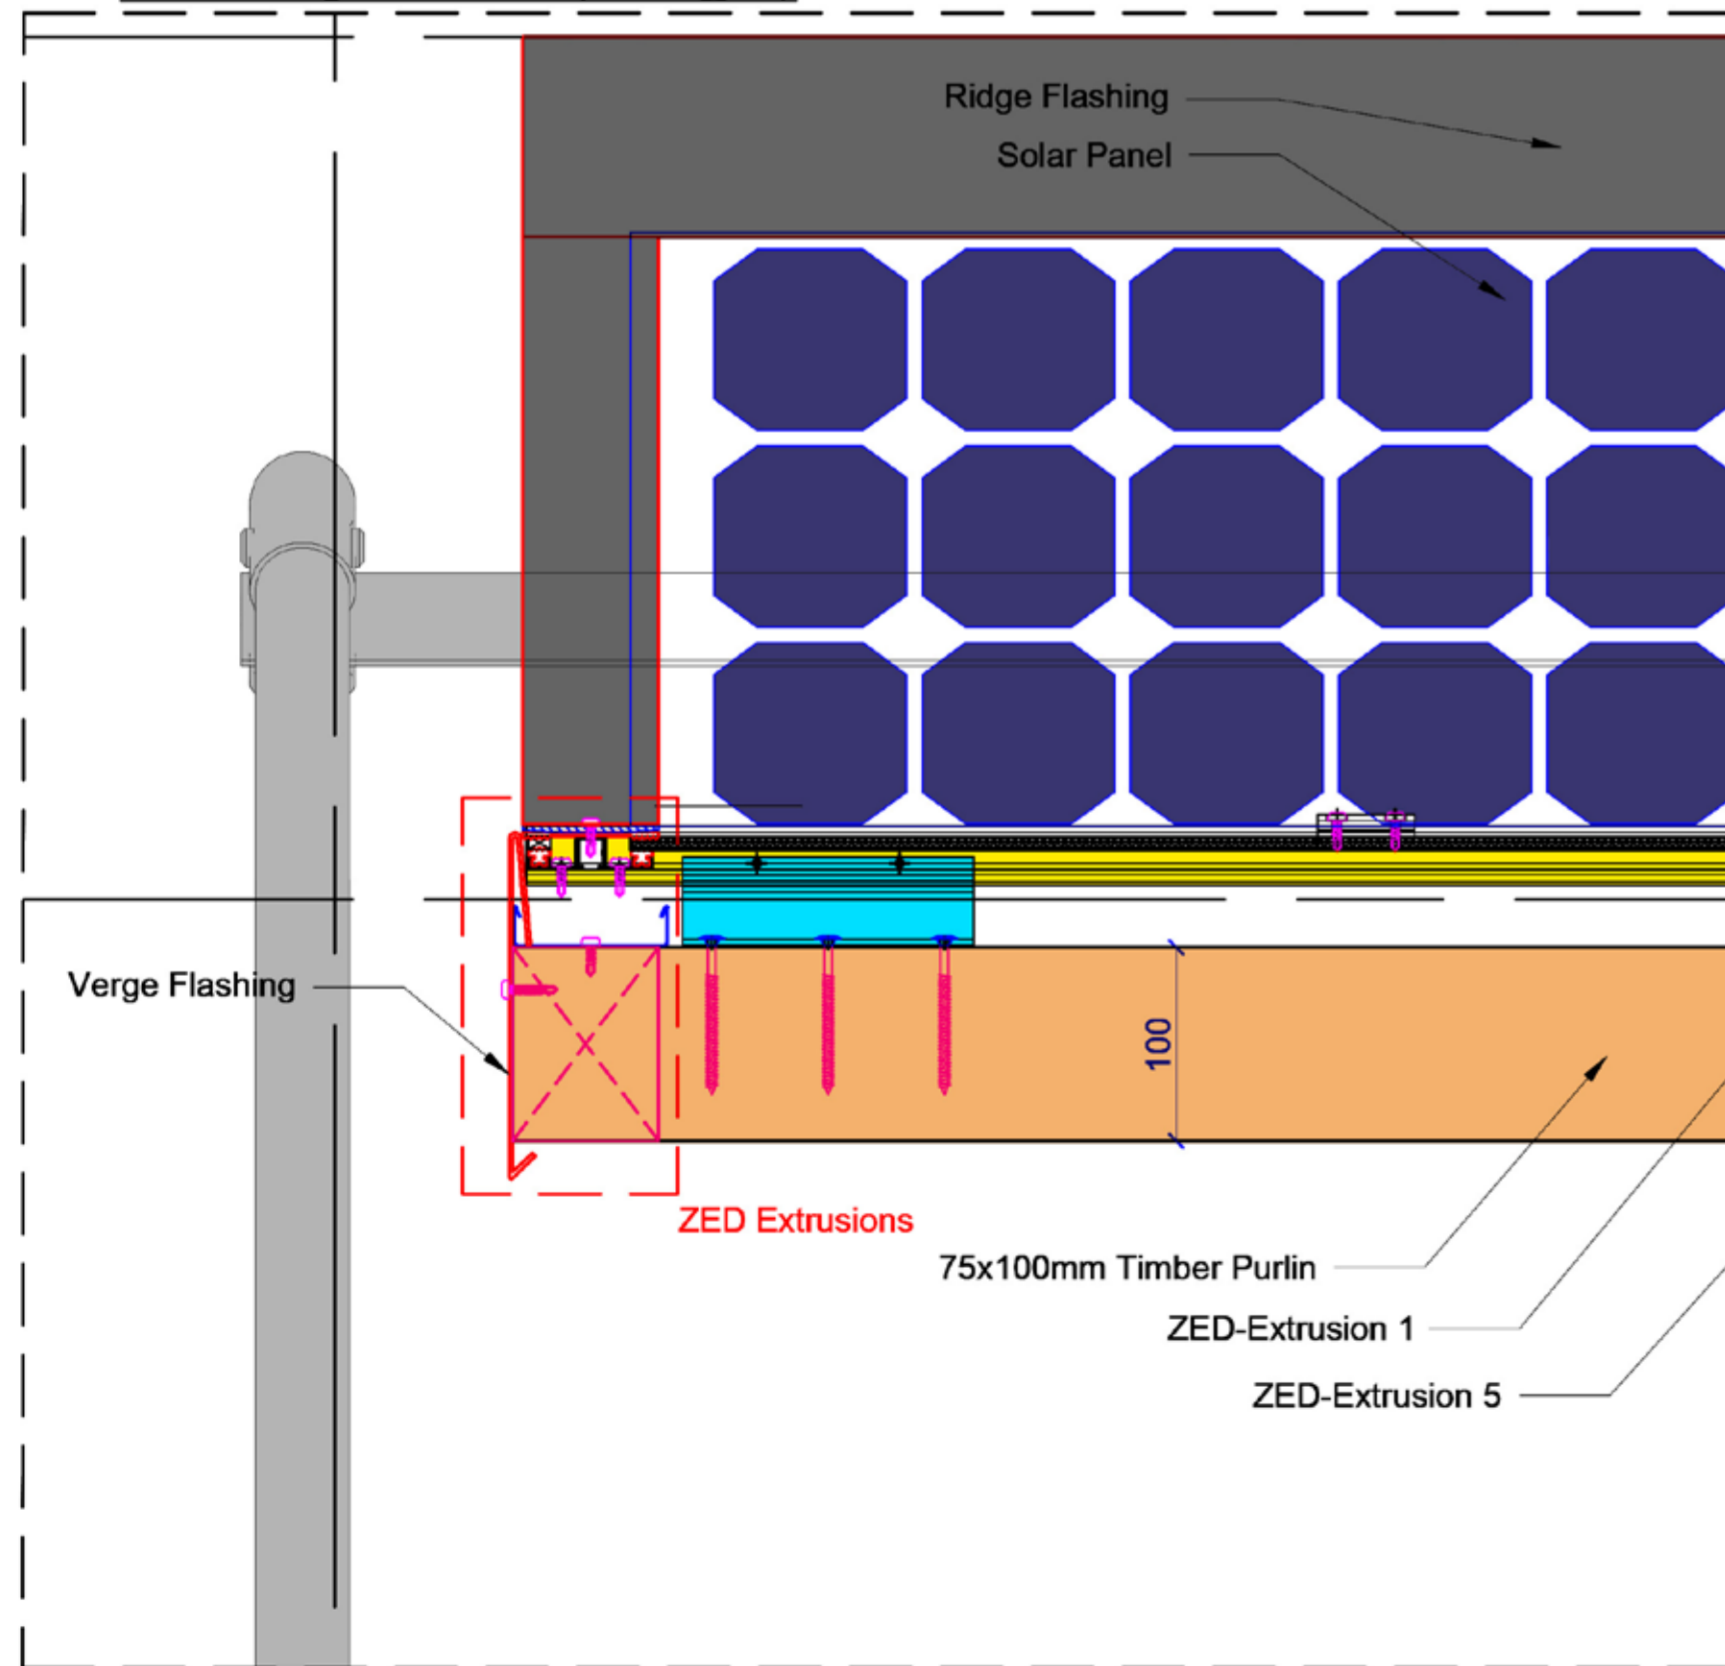 Ridge Flashing
Solar Panel
Verge Flashing
100
ZED Extrusions
75x100mm Timber Purlin
ZED-Extrusion 1
ZED-Extrusion 5